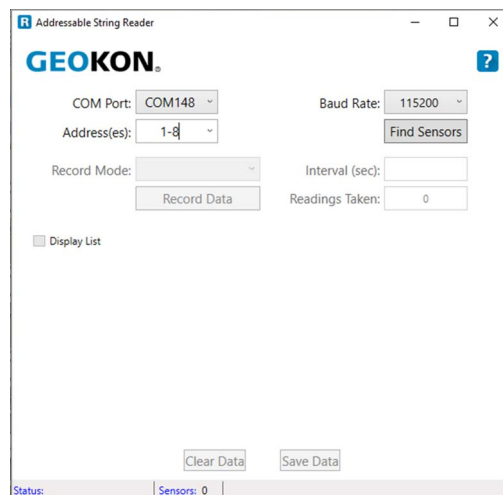 R Addressable String Reader
GEOKON®
?
COM Port: COM148 Baud Rate: 115200
Address(es): 1-8 Find Sensors
Record Mode: Interval (sec):
Record Data Readings Taken: 0
Display List
Clear Data Save Data
Status: Sensors: 0